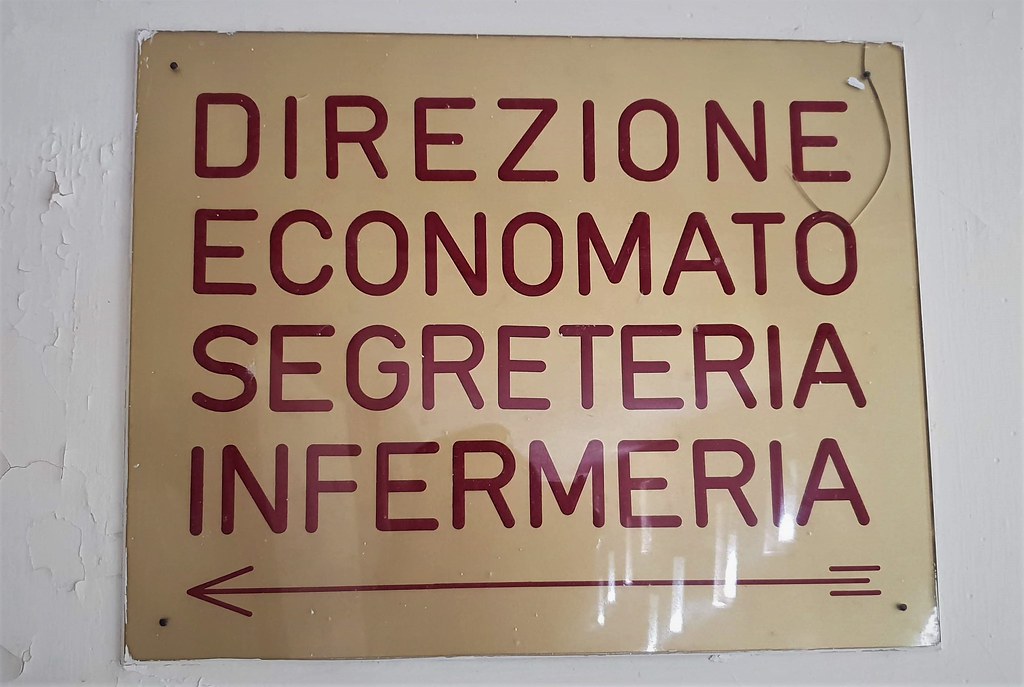 DIREZIONE
ECONOMATO
SEGRETERIA
INFERMERIA